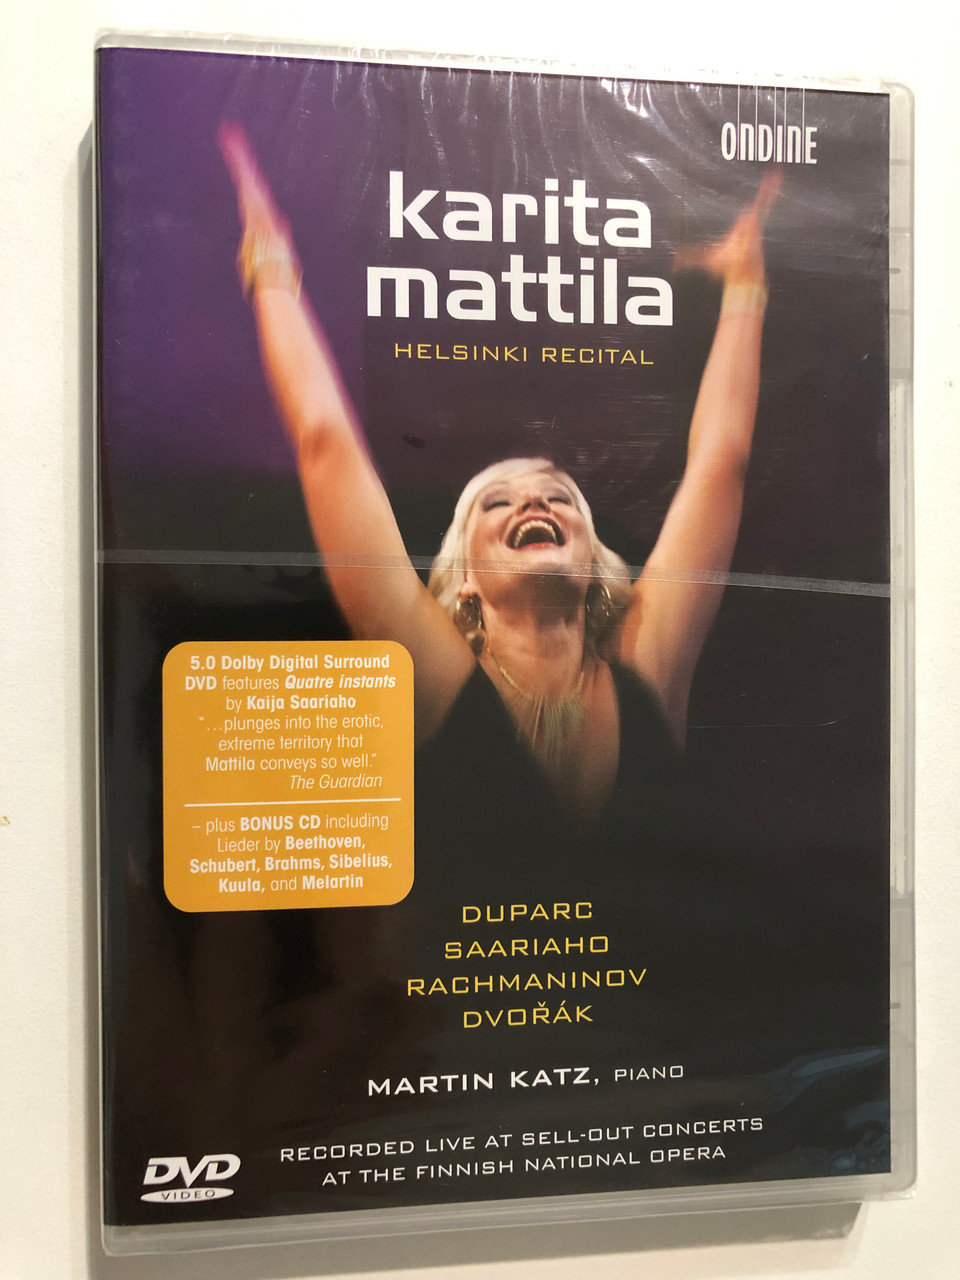 ONDINE
karita
mattila
HELSINKI RECITAL
5.0 Dolby Digital Surround
DVD features Quatre instants
by Kaija Saariaho
“...plunges into the erotic,
extreme territory that
Mattila conveys so well.”
The Guardian
– plus BONUS CD including
Lieder by Beethoven,
Schubert, Brahms, Sibelius,
Kuula, and Melartin
DUPARC
SAARIAHO
RACHMANINOV
DVOŘÁK
MARTIN KATZ, PIANO
RECORDED LIVE AT SELL-OUT CONCERTS
AT THE FINNISH NATIONAL OPERA
DVD
VIDEO